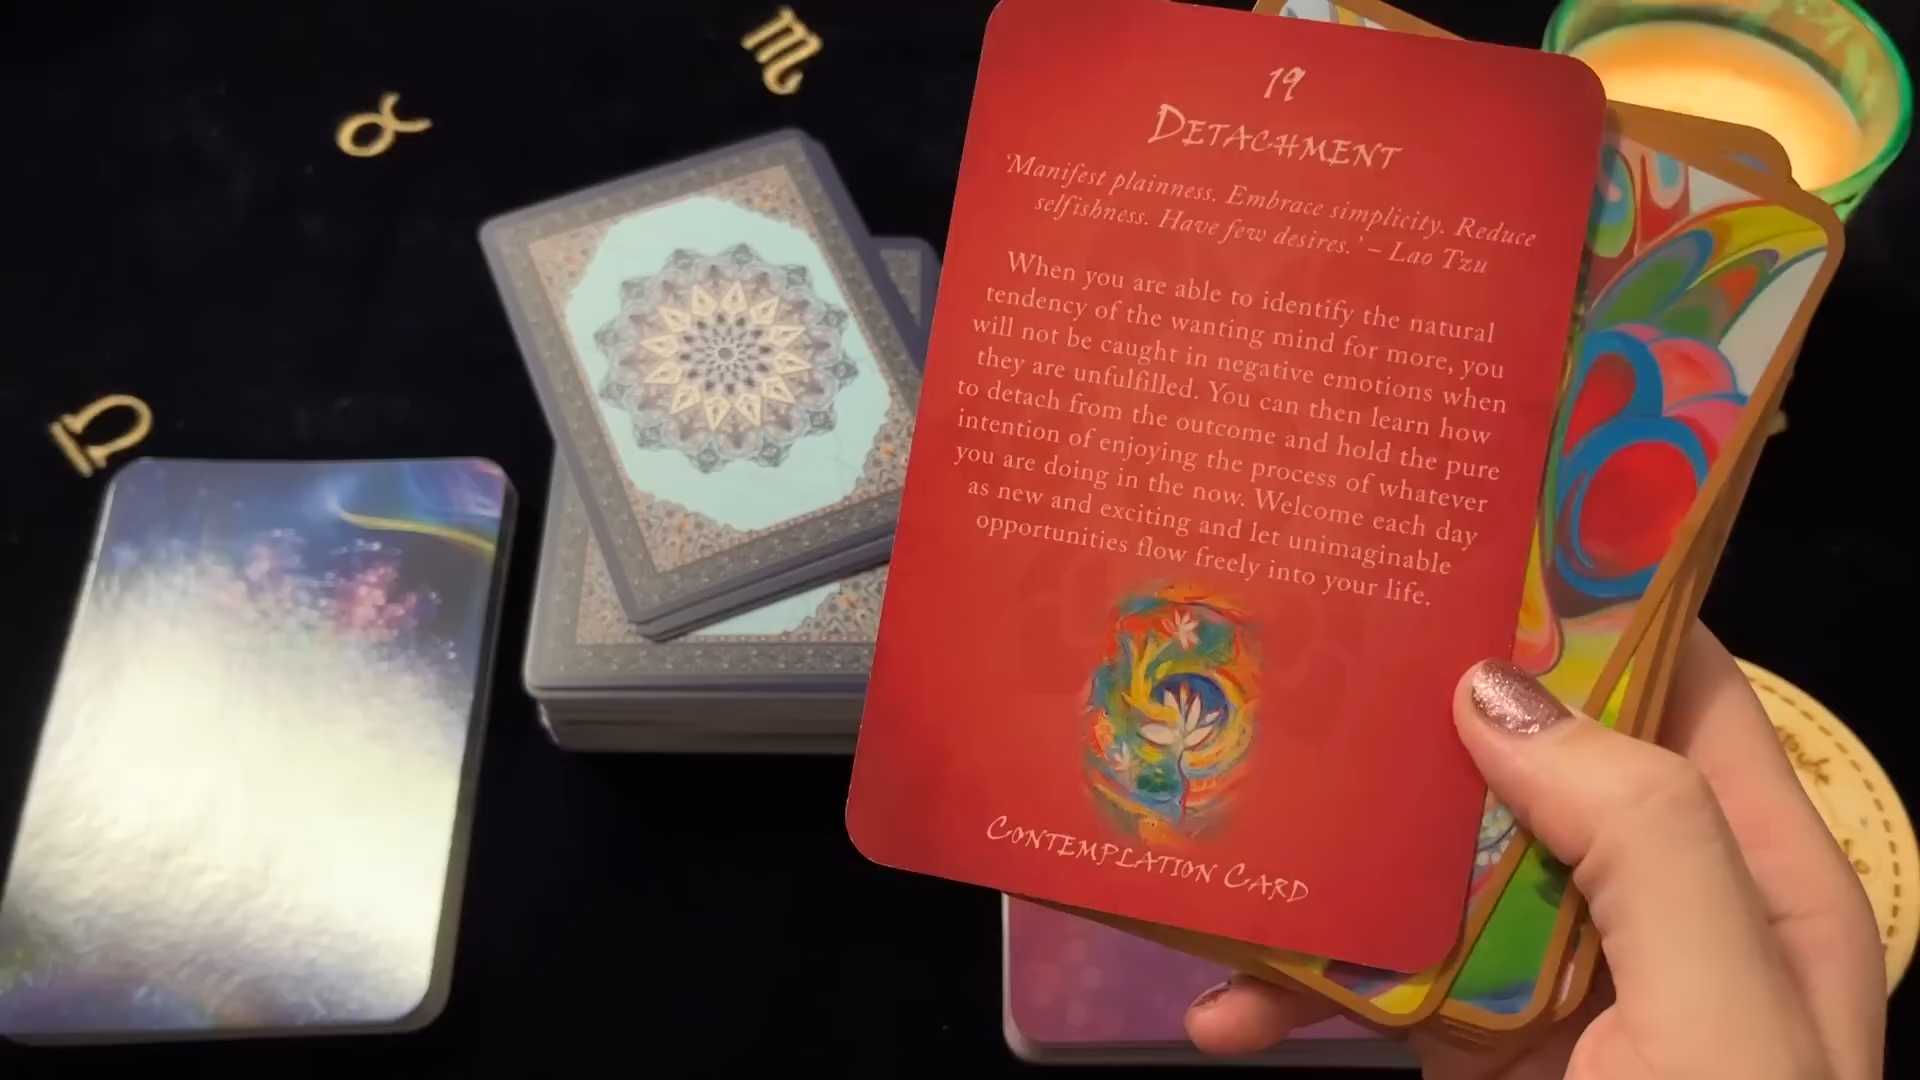 19
DETACHMENT
'Manifest plainness. Embrace simplicity. Reduce
selfishness. Have few desires.' – Lao Tzu
When you are able to identify the natural
tendency of the wanting mind for more, you
will not be caught in negative emotions when
they are unfulfilled. You can then learn how
to detach from the outcome and hold the pure
intention of enjoying the process of whatever
you are doing in the now. Welcome each day
as new and exciting and let unimaginable
opportunities flow freely into your life.
CONTEMPLATION CARD